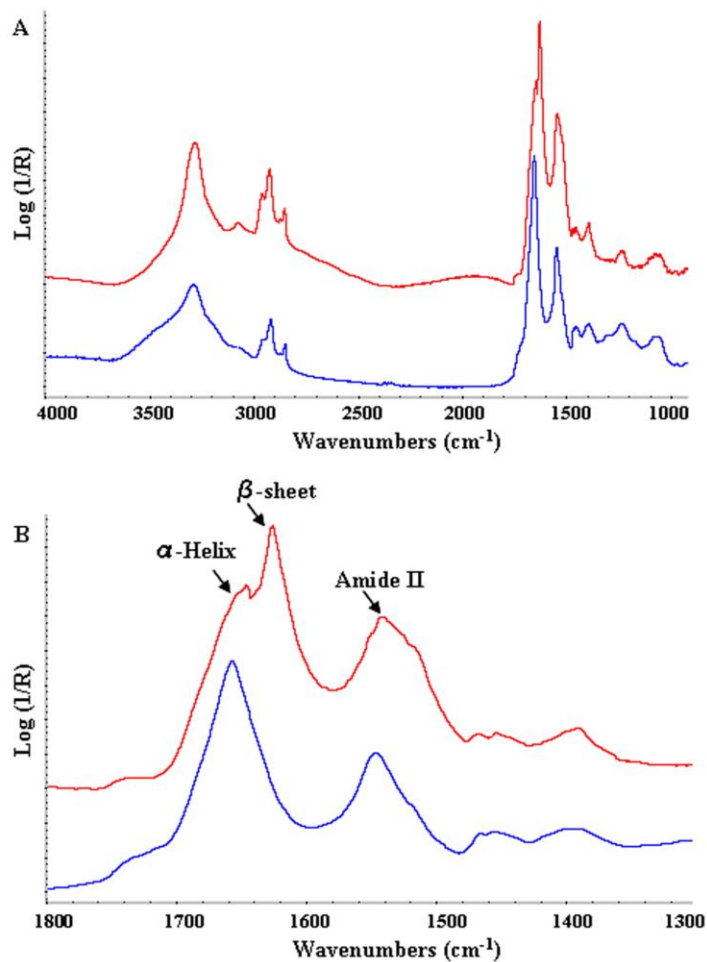 A
Log (1/R)
4000 3500 3000 2500 2000 1500 1000
Wavenumbers (cm⁻¹)
B
β-sheet
α-Helix
Amide II
Log (1/R)
1800 1700 1600 1500 1400 1300
Wavenumbers (cm⁻¹)